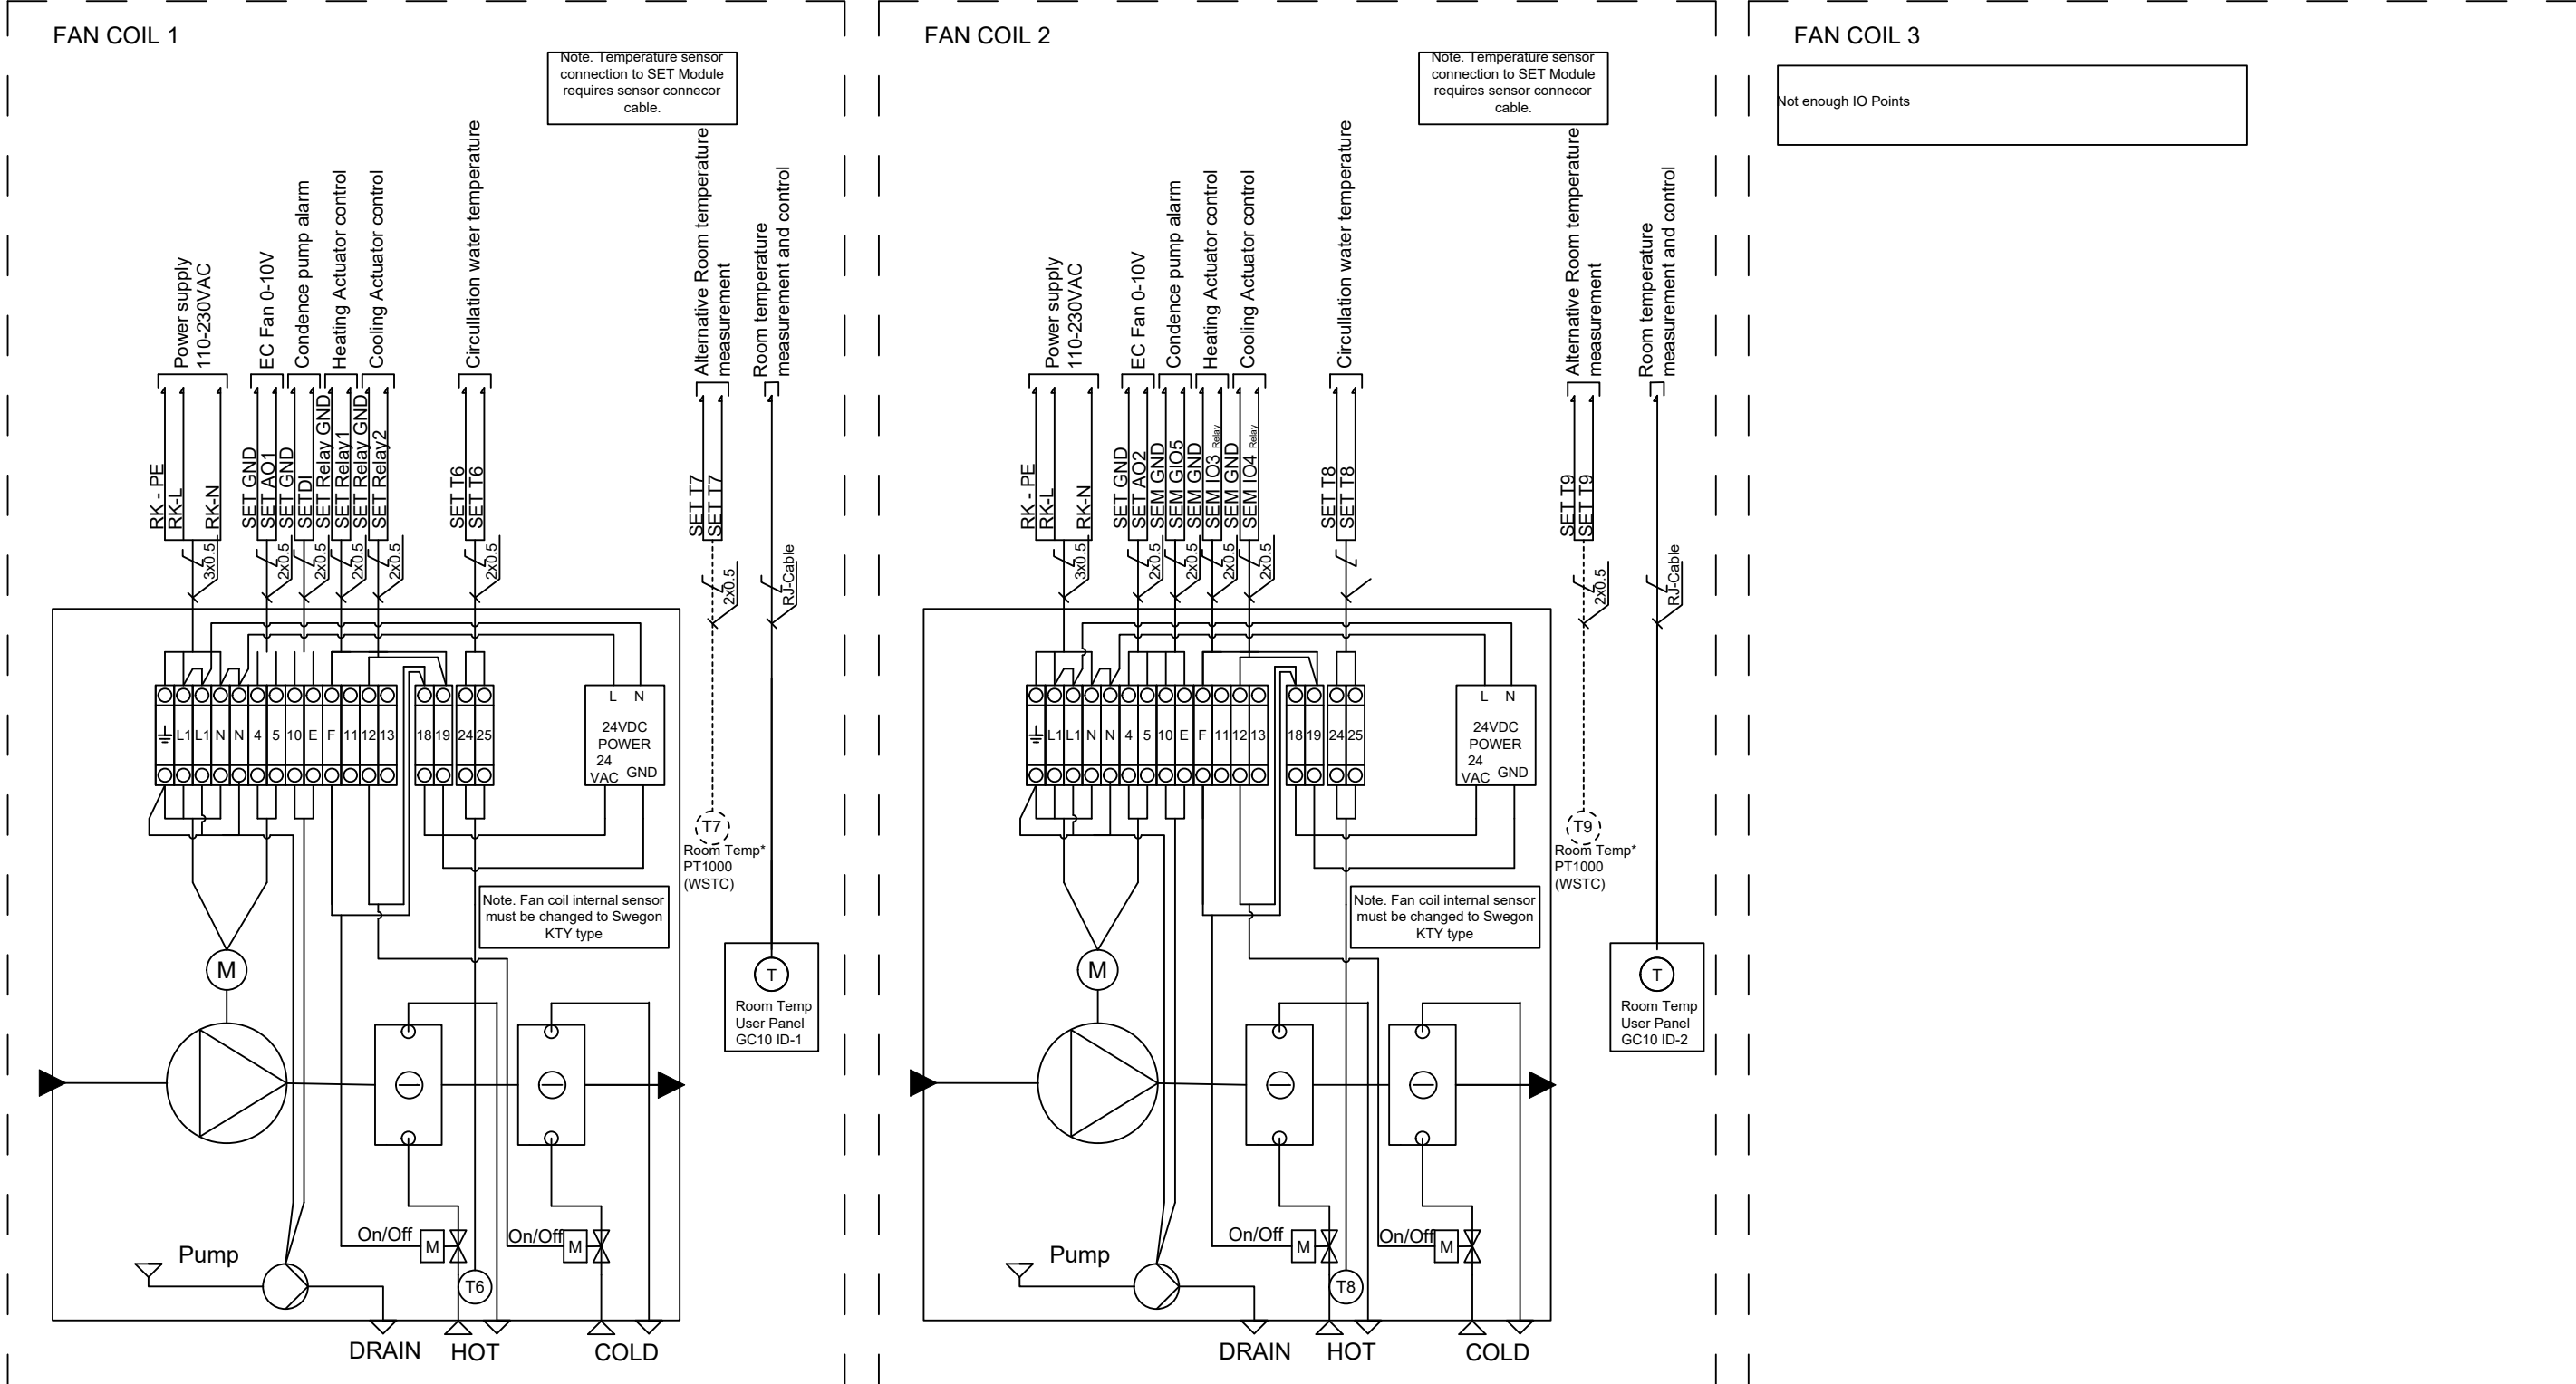 FAN COIL 1
Note. Temperature sensor
connection to SET Module
requires sensor connecor
cable.
Power supply
110-230VAC
EC Fan 0-10V
Condence pump alarm
Heating Actuator control
Cooling Actuator control
Circullation water temperature
Alternative Room temperature
measurement
Room temperature
measurement and control
RK - PE
RK-L
RK-N
SET GND
SET AO1
SET GND
SETDI
SET Relay GND
SET Relay1
SET Relay GND
SET Relay2
SET T6
SET T6
SET T7
SET T7
3x0.5
2x0.5
2x0.5
2x0.5
2x0.5
2x0.5
2x0.5
RJ-Cable
L1 L1 N N 4 5 10 E F 11 12 13 18 19 24 25
L N
24VDC
POWER
24
VAC GND
T7
Room Temp*
PT1000
(WSTC)
Note. Fan coil internal sensor
must be changed to Swegon
KTY type
M
T
Room Temp
User Panel
GC10 ID-1
On/Off
M
On/Off
M
Pump
T6
DRAIN
HOT
COLD
FAN COIL 2
Note. Temperature sensor
connection to SET Module
requires sensor connecor
cable.
Power supply
110-230VAC
EC Fan 0-10V
Condence pump alarm
Heating Actuator control
Cooling Actuator control
Circullation water temperature
Alternative Room temperature
measurement
Room temperature
measurement and control
RK - PE
RK-L
RK-N
SET GND
SET AO2
SEM GND
SEM GIO5
SEM GND
SEM IO3 Relay
SEM GND
SEM IO4 Relay
SET T8
SET T8
SET T9
SET T9
3x0.5
2x0.5
2x0.5
2x0.5
2x0.5
2x0.5
RJ-Cable
L1 L1 N N 4 5 10 E F 11 12 13 18 19 24 25
L N
24VDC
POWER
24
VAC GND
T9
Room Temp*
PT1000
(WSTC)
Note. Fan coil internal sensor
must be changed to Swegon
KTY type
M
T
Room Temp
User Panel
GC10 ID-2
On/Off
M
On/Off
M
Pump
T8
DRAIN
HOT
COLD
FAN COIL 3
Not enough IO Points